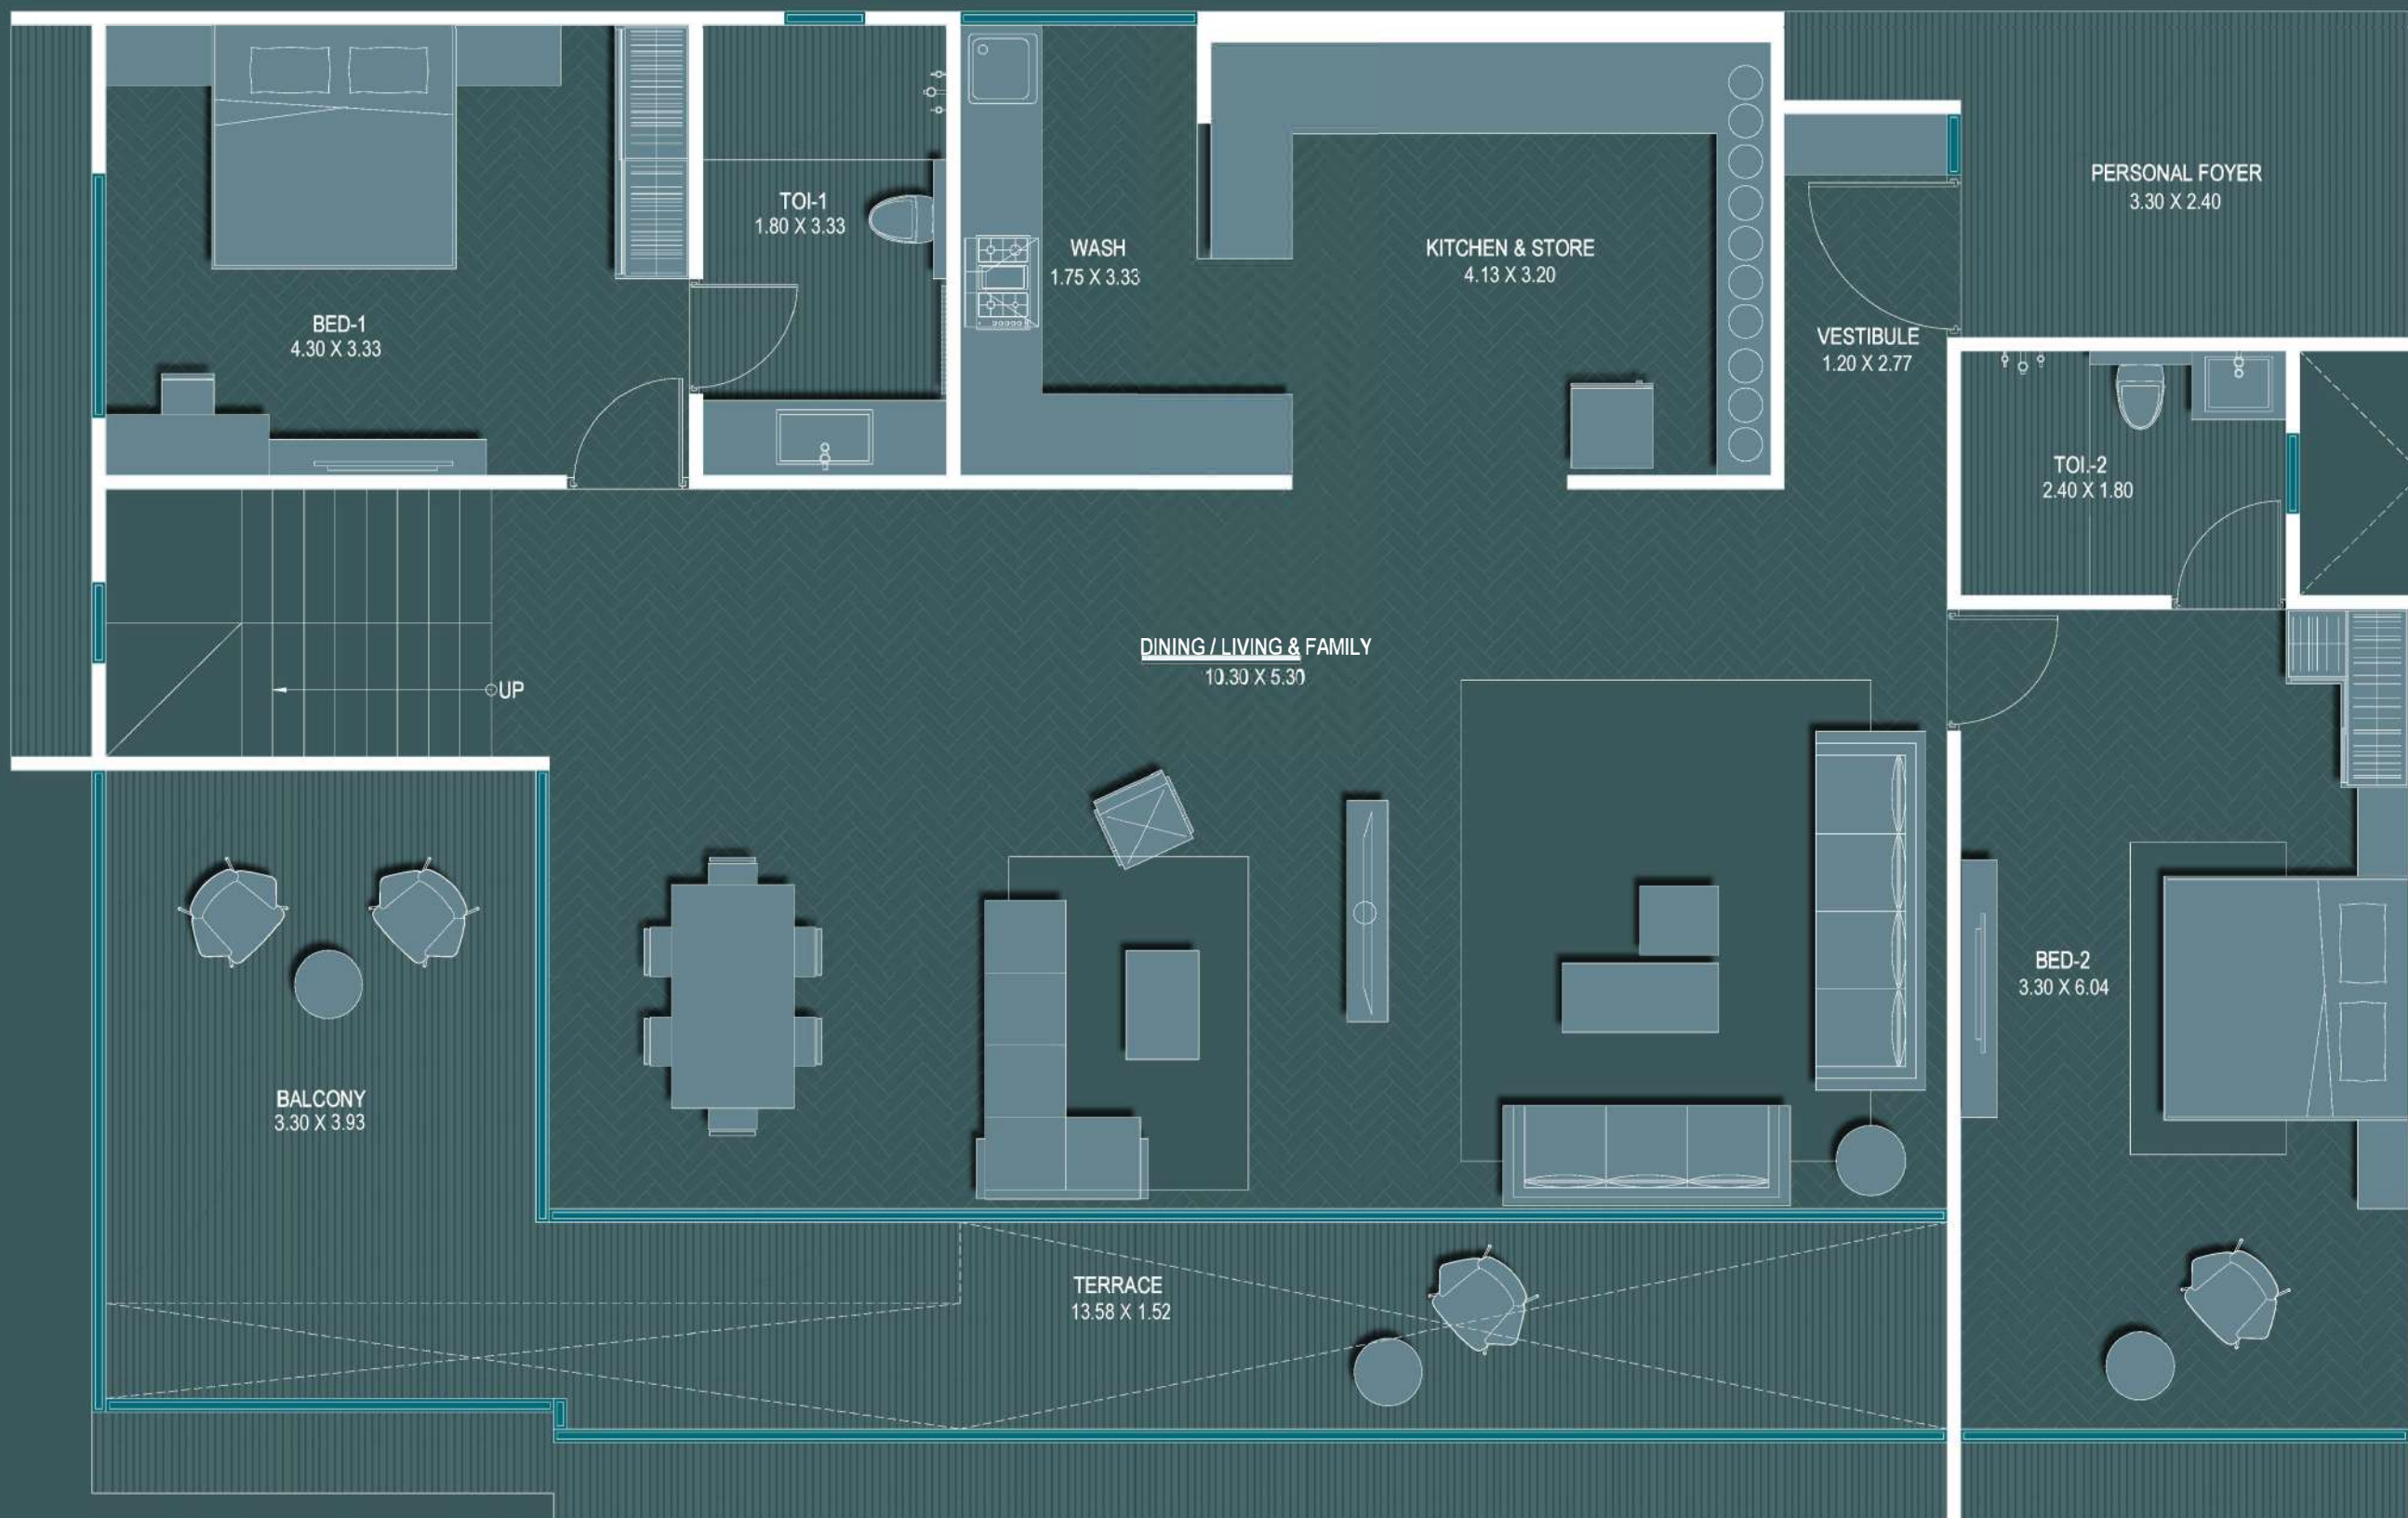 PERSONAL FOYER
3.30 X 2.40
TOI-1
1.80 X 3.33
WASH
1.75 X 3.33
KITCHEN & STORE
4.13 X 3.20
BED-1
4.30 X 3.33
VESTIBULE
1.20 X 2.77
TOI.-2
2.40 X 1.80
DINING / LIVING & FAMILY
10.30 X 5.30
UP
BED-2
3.30 X 6.04
BALCONY
3.30 X 3.93
TERRACE
13.58 X 1.52